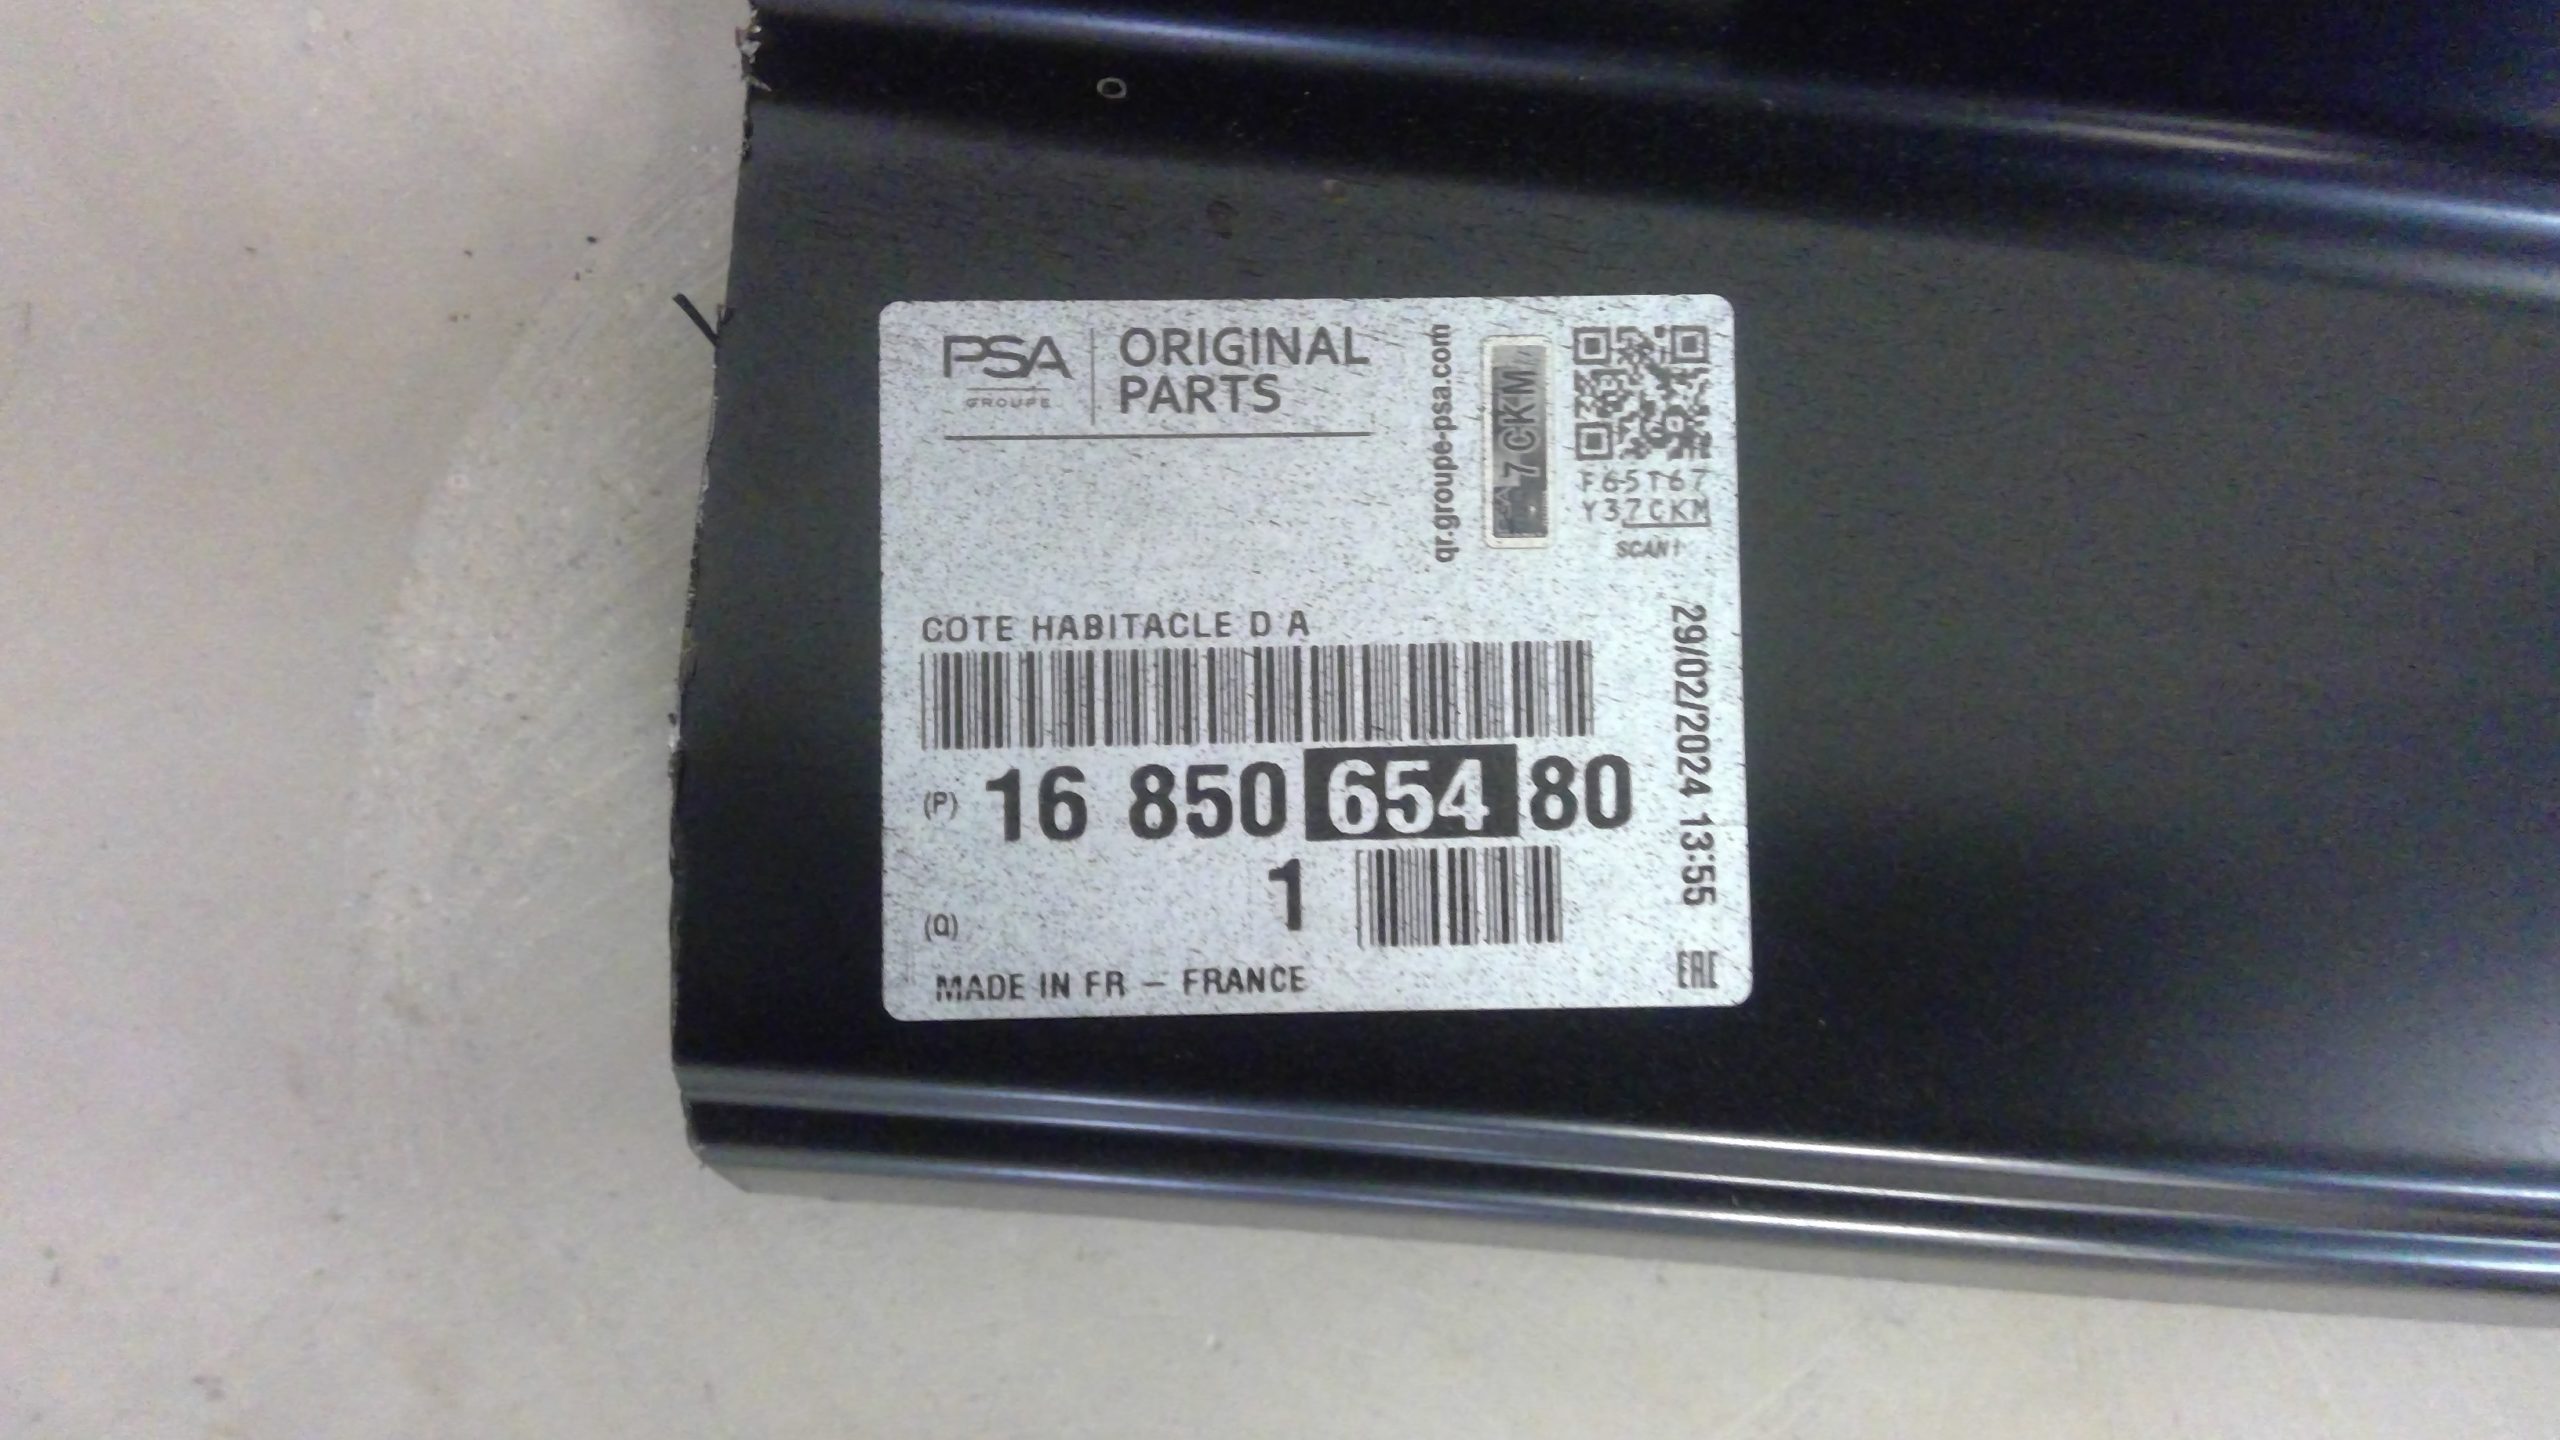 PSA
GROUPE
ORIGINAL
PARTS
qr.groupe-psa.com
7CKM
F65T67
Y37CKM
SCAN!
COTE HABITACLE D A
29/02/2024 13:55
(P) 16 850 654 80
(Q) 1
MADE IN FR – FRANCE
EAC